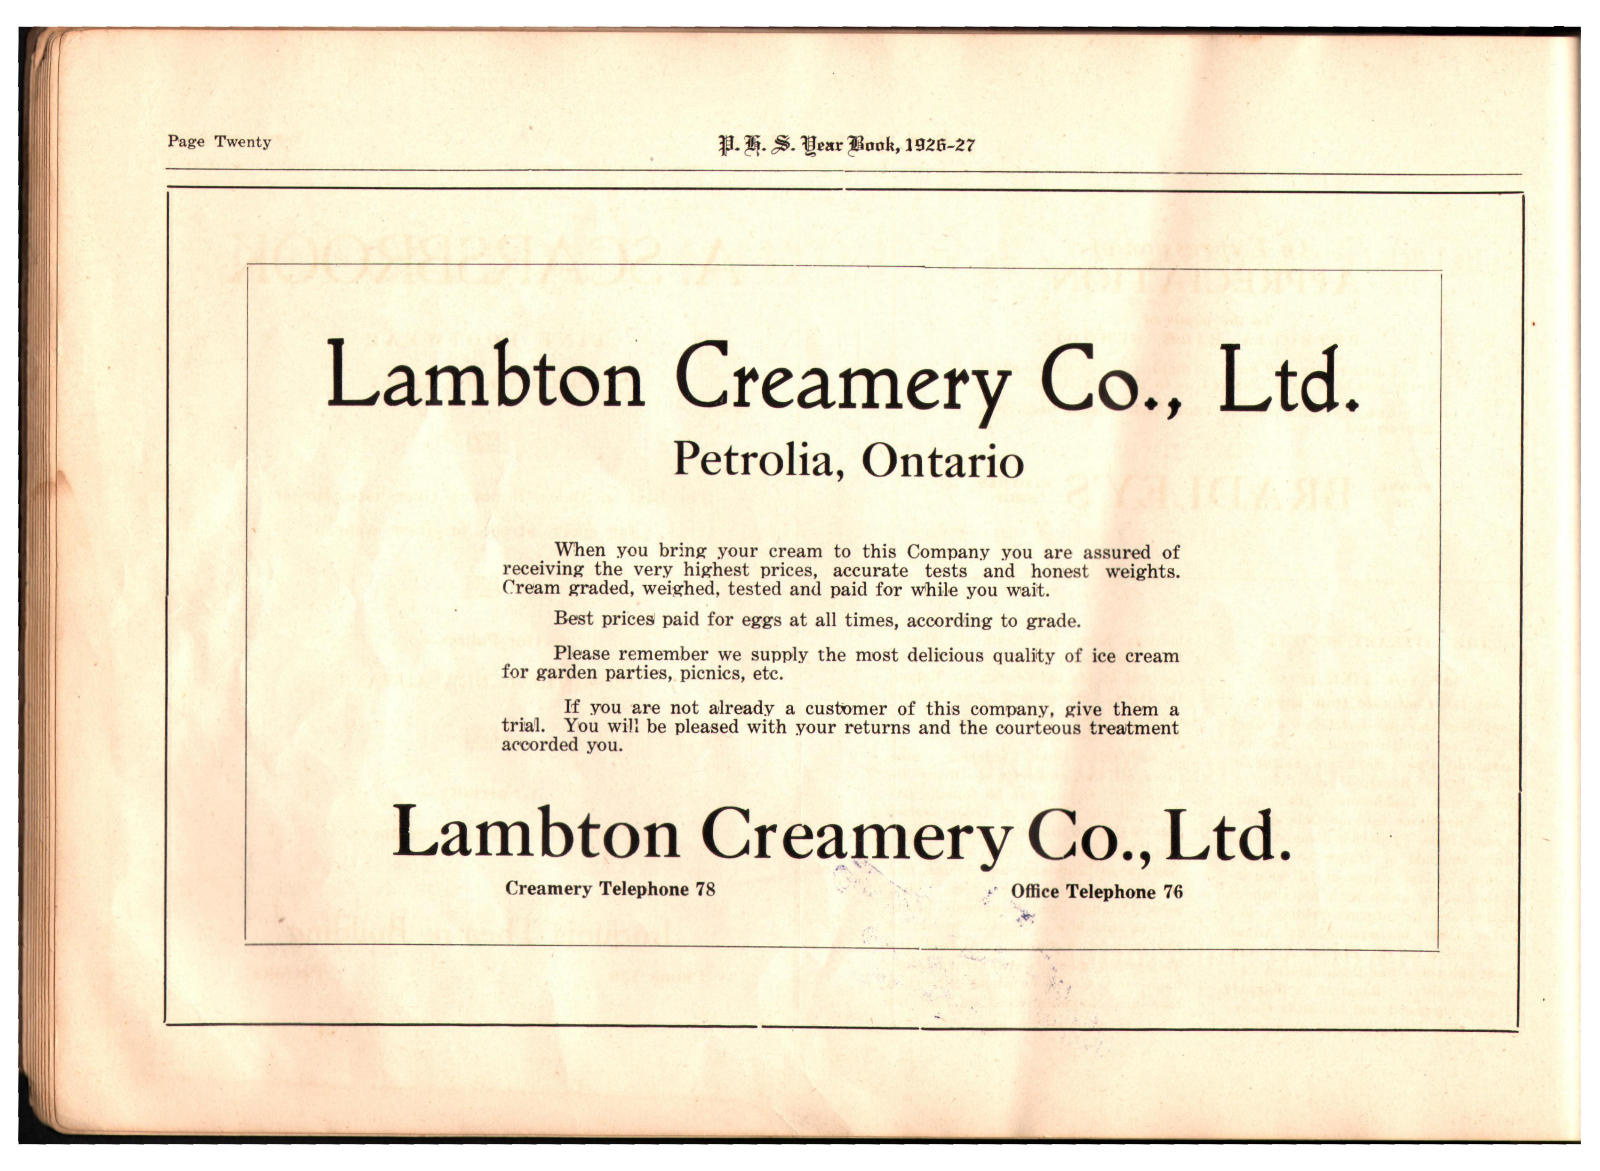 Page Twenty
P. H. S. Year Book, 1926-27
Lambton Creamery Co., Ltd.
Petrolia, Ontario
When you bring your cream to this Company you are assured of
receiving the very highest prices, accurate tests and honest weights.
Cream graded, weighed, tested and paid for while you wait.
Best prices paid for eggs at all times, according to grade.
Please remember we supply the most delicious quality of ice cream
for garden parties, picnics, etc.
If you are not already a customer of this company, give them a
trial. You will be pleased with your returns and the courteous treatment
accorded you.
Lambton Creamery Co., Ltd.
Creamery Telephone 78
Office Telephone 76